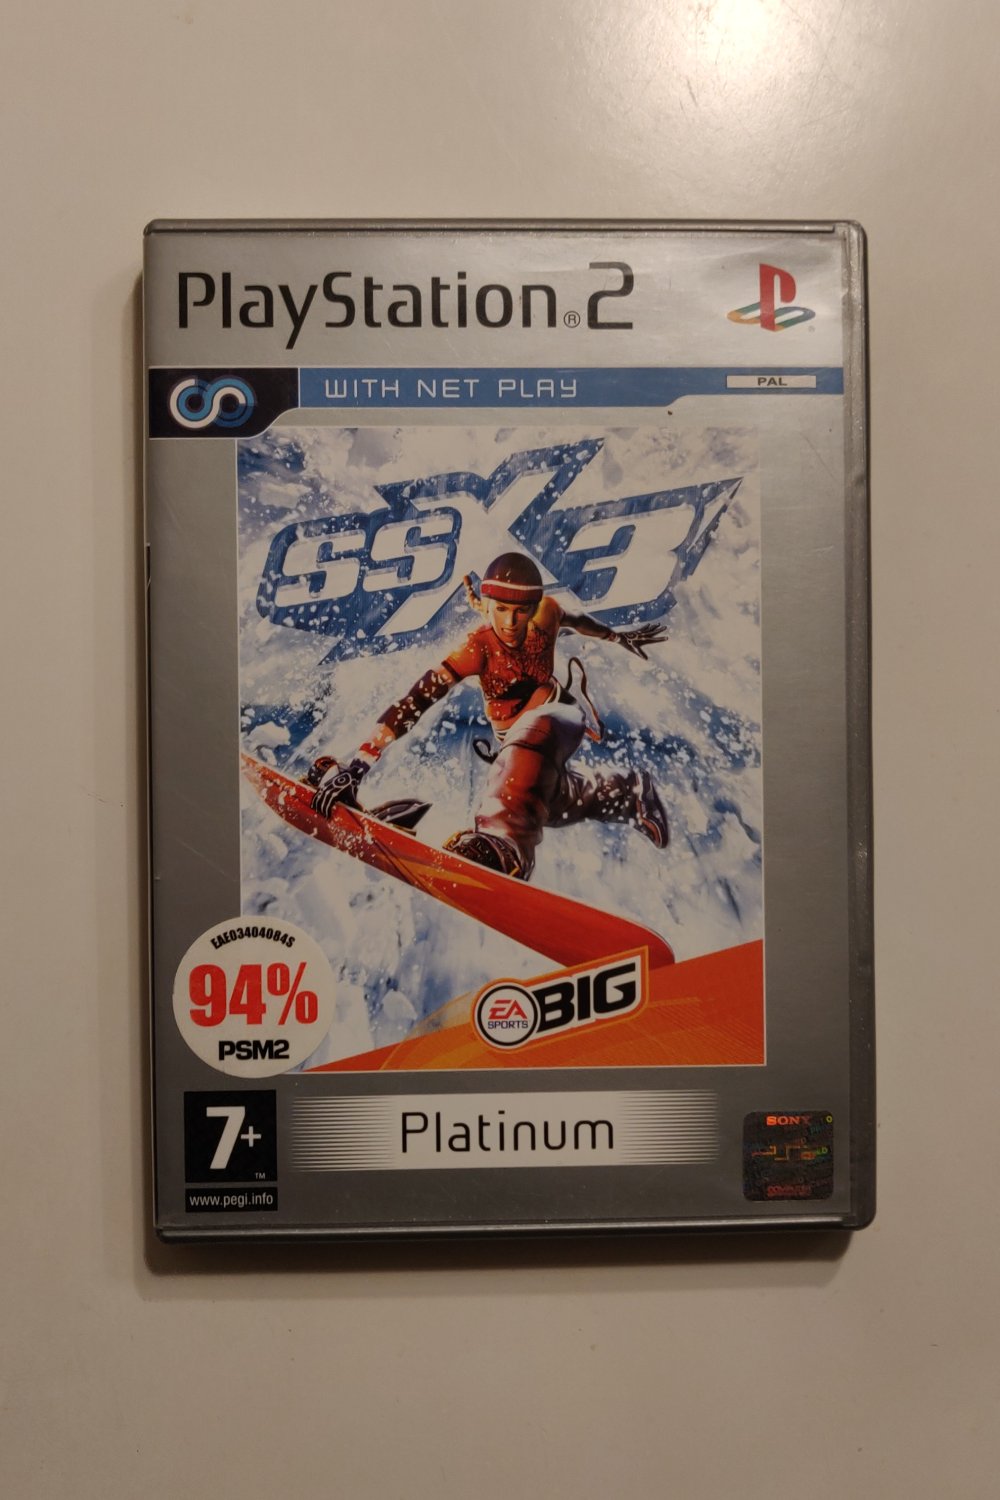 PlayStation®2
WITH NET PLAY
PAL
SSX3
EAE03404084S
94%
PSM2
EA
SPORTS
BIG
7+
™
www.pegi.info
Platinum
SONY